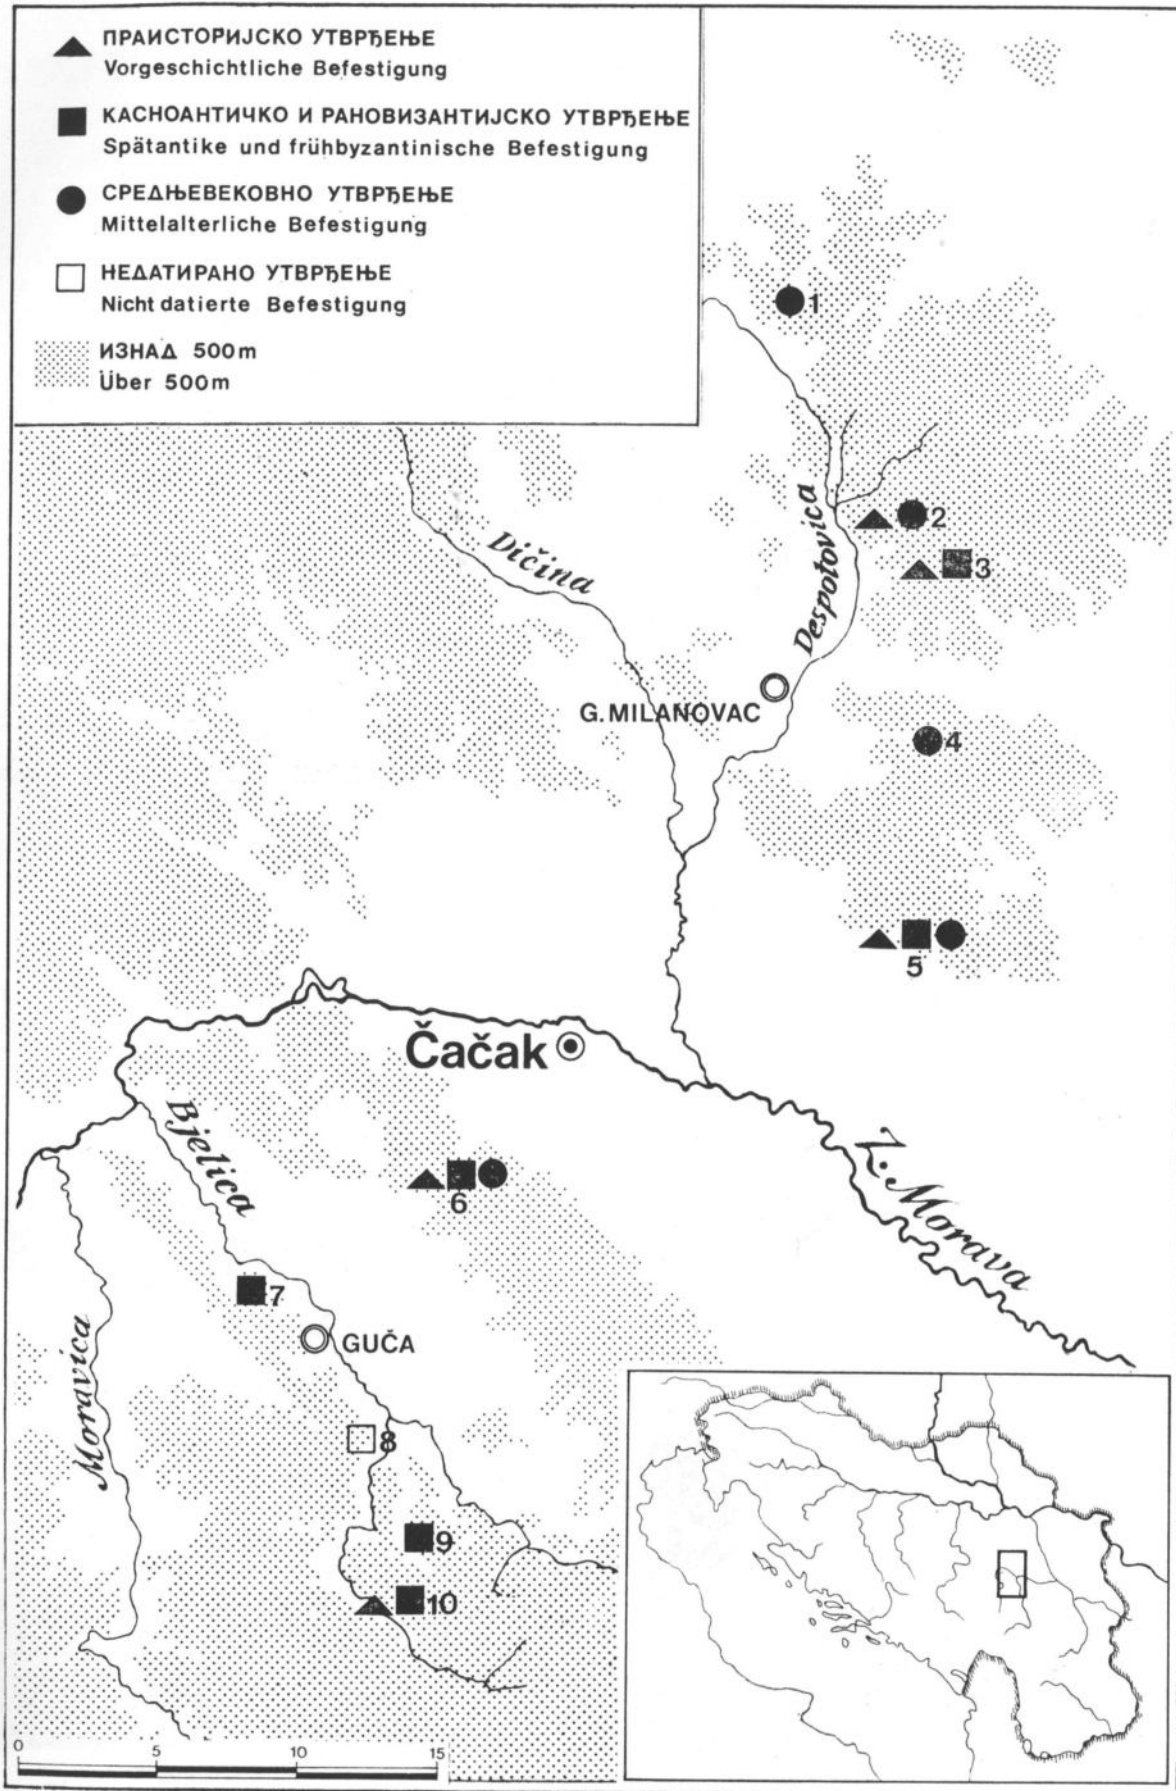 ПРАИСТОРИЈСКО УТВРЂЕЊЕ
Vorgeschichtliche Befestigung
КАСНОАНТИЧКО И РАНОВИЗАНТИЈСКО УТВРЂЕЊЕ
Spätantike und frühbyzantinische Befestigung
СРЕДЊЕВЕКОВНО УТВРЂЕЊЕ
Mittelalterliche Befestigung
НЕДАТИРАНО УТВРЂЕЊЕ
Nicht datierte Befestigung
ИЗНАД 500m
Über 500m
1
2
3
Dičina
Despotovica
G. MILANOVAC
4
5
Čačak
Bjelica
6
Z. Morava
7
GUČA
Moravica
8
9
10
0 5 10 15